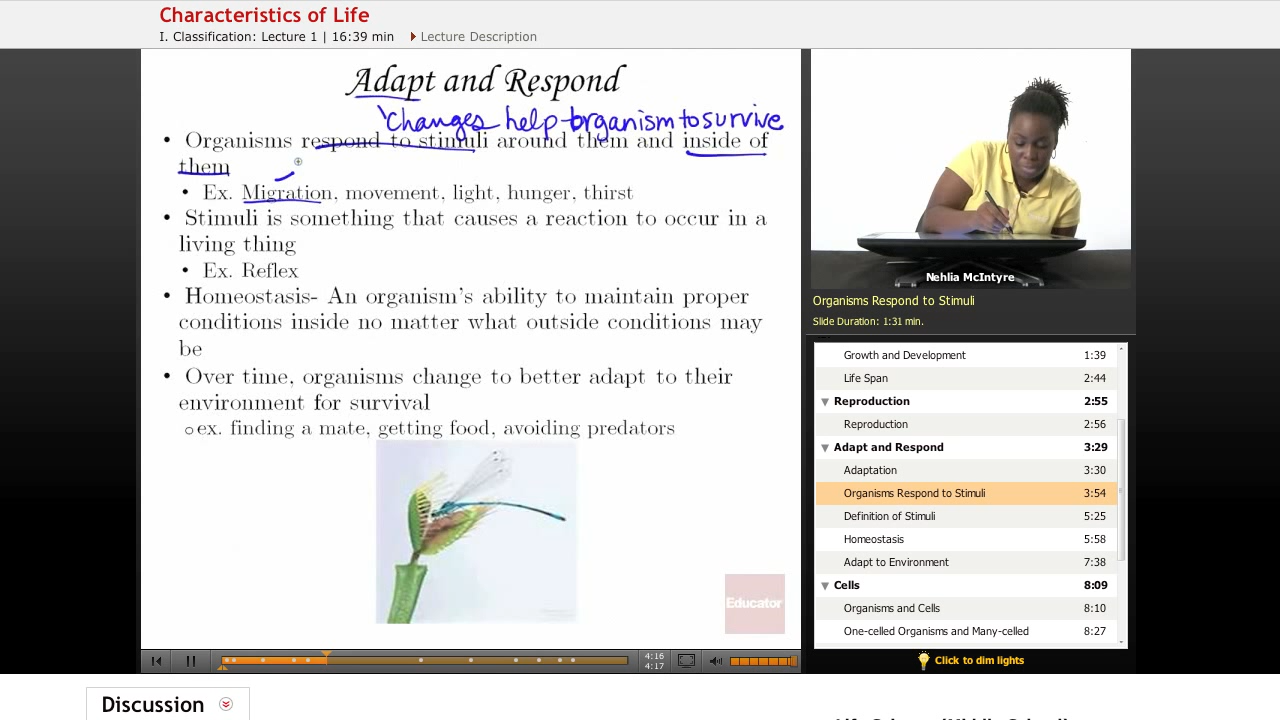 Characteristics of Life
I. Classification: Lecture 1 | 16:39 min
Lecture Description
Adapt and Respond
Changes help organism to survive
• Organisms respond to stimuli around them and inside of
them
• Ex. Migration, movement, light, hunger, thirst
• Stimuli is something that causes a reaction to occur in a
living thing
• Ex. Reflex
• Homeostasis- An organism's ability to maintain proper
conditions inside no matter what outside conditions may
be
• Over time, organisms change to better adapt to their
environment for survival
○ ex. finding a mate, getting food, avoiding predators
Educator
4:16
4:17
Nehlia McIntyre
Organisms Respond to Stimuli
Slide Duration: 1:31 min.
Growth and Development 1:39
Life Span 2:44
Reproduction 2:55
Reproduction 2:56
Adapt and Respond 3:29
Adaptation 3:30
Organisms Respond to Stimuli 3:54
Definition of Stimuli 5:25
Homeostasis 5:58
Adapt to Environment 7:38
Cells 8:09
Organisms and Cells 8:10
One-celled Organisms and Many-celled 8:27
Click to dim lights
Discussion